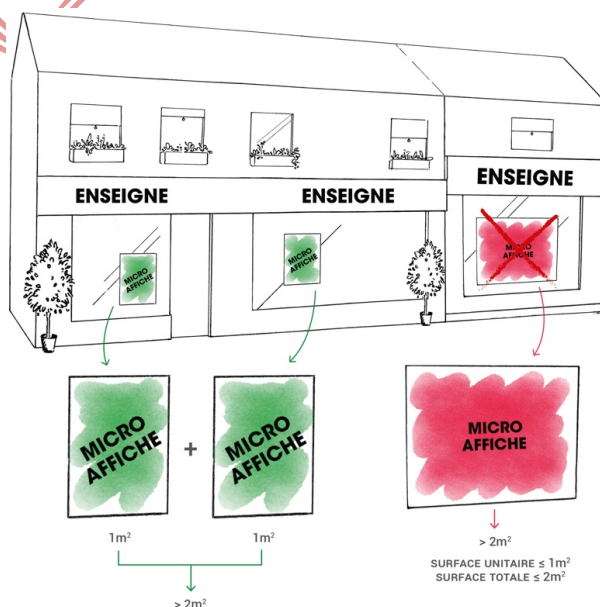 ENSEIGNE
ENSEIGNE
ENSEIGNE
MICRO
AFFICHE
MICRO
AFFICHE
MICRO
AFFICHE
MICRO
AFFICHE
+
MICRO
AFFICHE
MICRO
AFFICHE
1m²
1m²
> 2m²
> 2m²
SURFACE UNITAIRE ≤ 1m²
SURFACE TOTALE ≤ 2m²